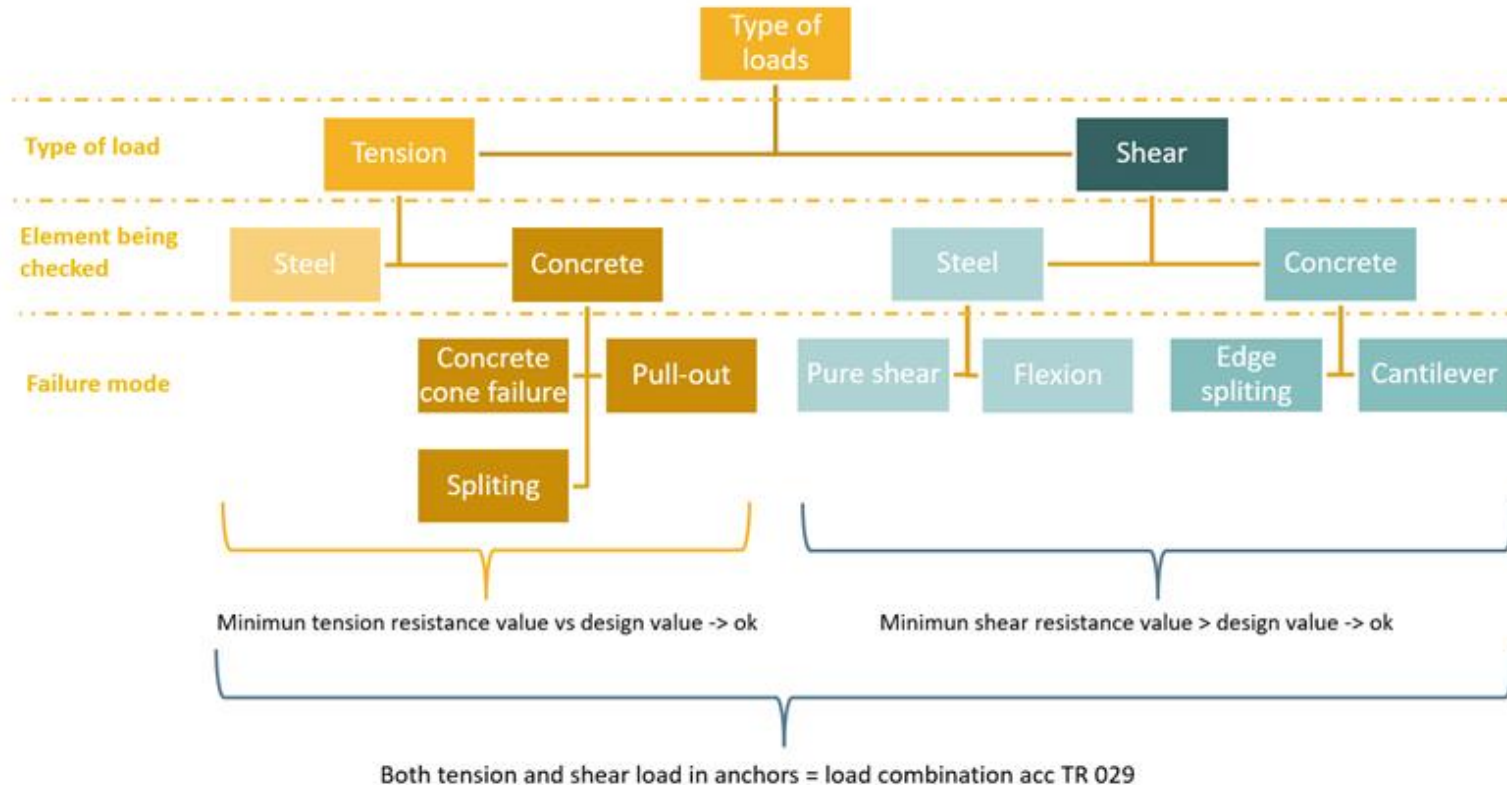 Type of
loads
Type of load
Tension
Shear
Element being
checked
Steel
Concrete
Steel
Concrete
Failure mode
Concrete
cone failure
Pull-out
Pure shear
Flexion
Edge
spliting
Cantilever
Spliting
Minimun tension resistance value vs design value -> ok
Minimun shear resistance value > design value -> ok
Both tension and shear load in anchors = load combination acc TR 029